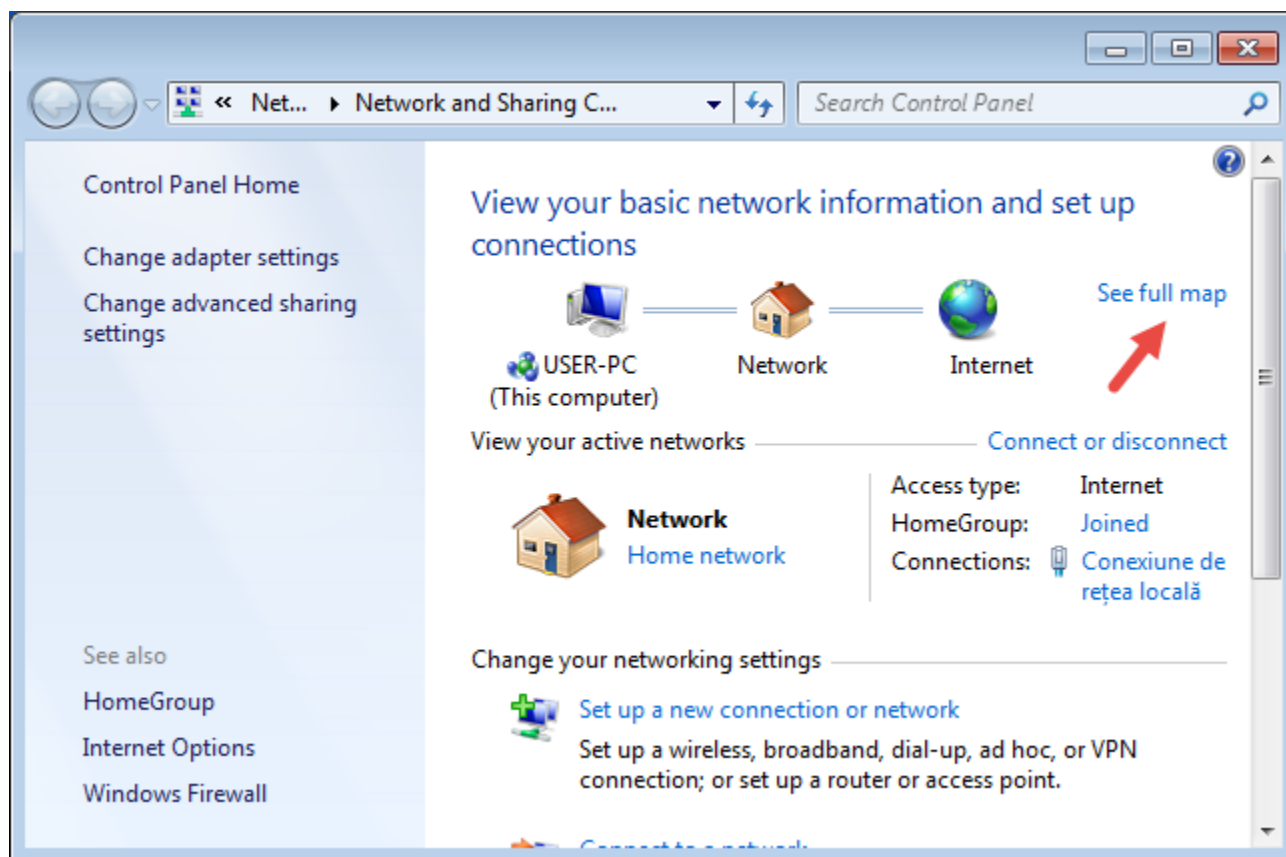 « Net... Network and Sharing C...
Search Control Panel
Control Panel Home
Change adapter settings
Change advanced sharing
settings
See also
HomeGroup
Internet Options
Windows Firewall
View your basic network information and set up
connections
See full map
USER-PC
(This computer)
Network
Internet
View your active networks
Connect or disconnect
Network
Home network
Access type: Internet
HomeGroup: Joined
Connections: Conexiune de
rețea locală
Change your networking settings
Set up a new connection or network
Set up a wireless, broadband, dial-up, ad hoc, or VPN
connection; or set up a router or access point.
Connect to a network